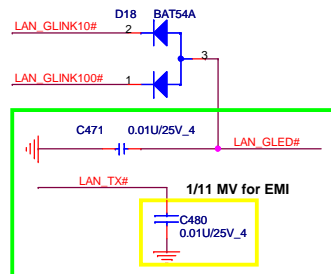 D18 BAT54A
LAN_GLINK10# 2
3
LAN_GLINK100# 1
C471 0.01U/25V_4
LAN_GLED#
LAN_TX# 1/11 MV for EMI
C480
0.01U/25V_4